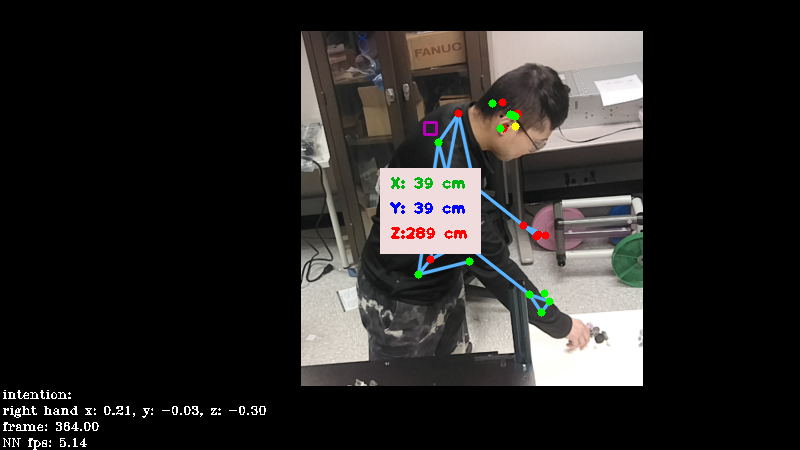 FANUC
X: 39 cm
Y: 39 cm
Z:289 cm
intention:
right hand x: 0.21, y: -0.03, z: -0.30
frame: 364.00
NN fps: 5.14